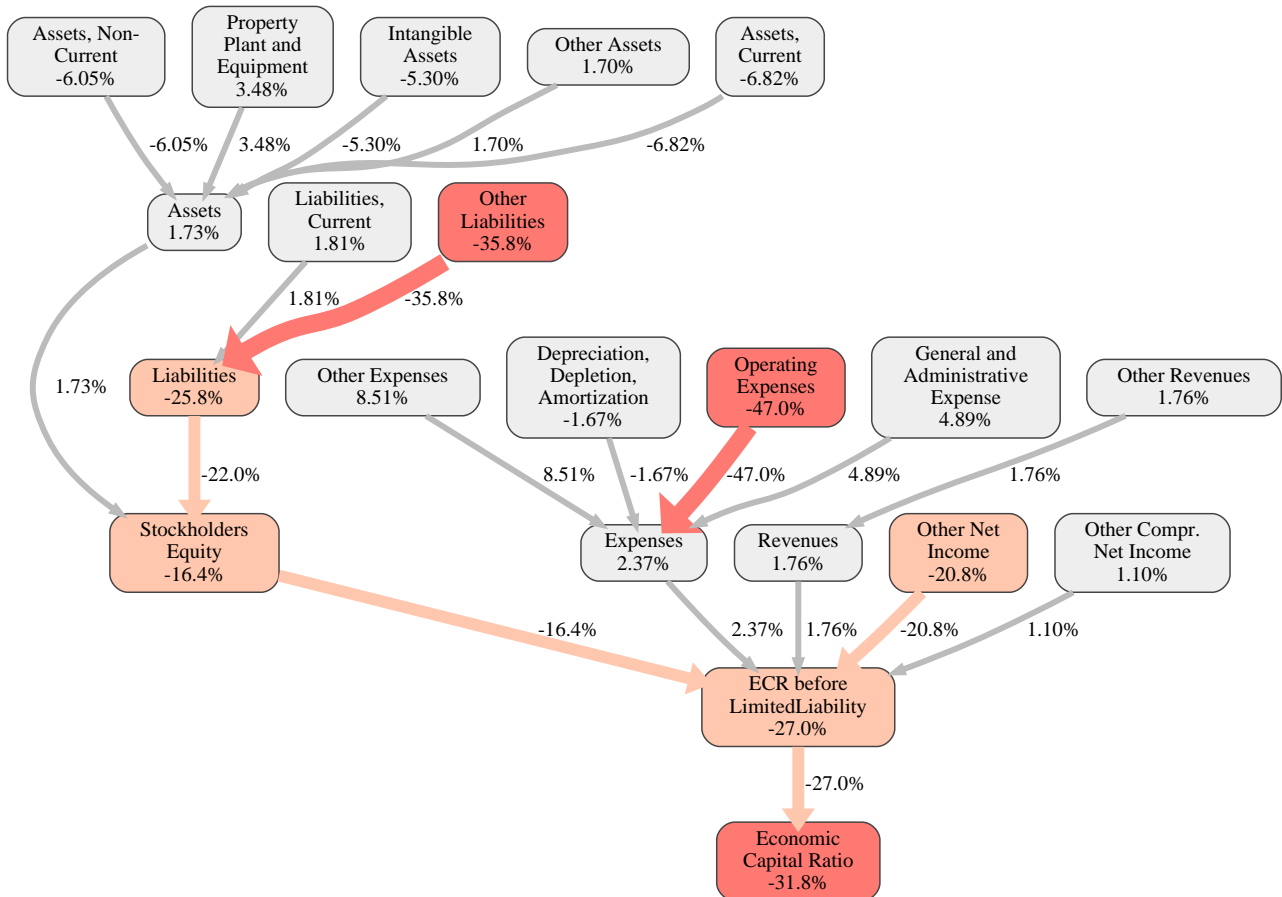 Assets, Non-
Current
-6.05%
Property
Plant and
Equipment
3.48%
Intangible
Assets
-5.30%
Other Assets
1.70%
Assets,
Current
-6.82%
-6.05%
3.48%
-5.30%
1.70%
-6.82%
Assets
1.73%
Liabilities,
Current
1.81%
Other
Liabilities
-35.8%
1.81%
-35.8%
1.73%
Liabilities
-25.8%
Other Expenses
8.51%
Depreciation,
Depletion,
Amortization
-1.67%
Operating
Expenses
-47.0%
General and
Administrative
Expense
4.89%
Other Revenues
1.76%
-22.0%
8.51%
-1.67%
-47.0%
4.89%
1.76%
Stockholders
Equity
-16.4%
Expenses
2.37%
Revenues
1.76%
Other Net
Income
-20.8%
Other Compr.
Net Income
1.10%
-16.4%
2.37%
1.76%
-20.8%
1.10%
ECR before
LimitedLiability
-27.0%
-27.0%
Economic
Capital Ratio
-31.8%